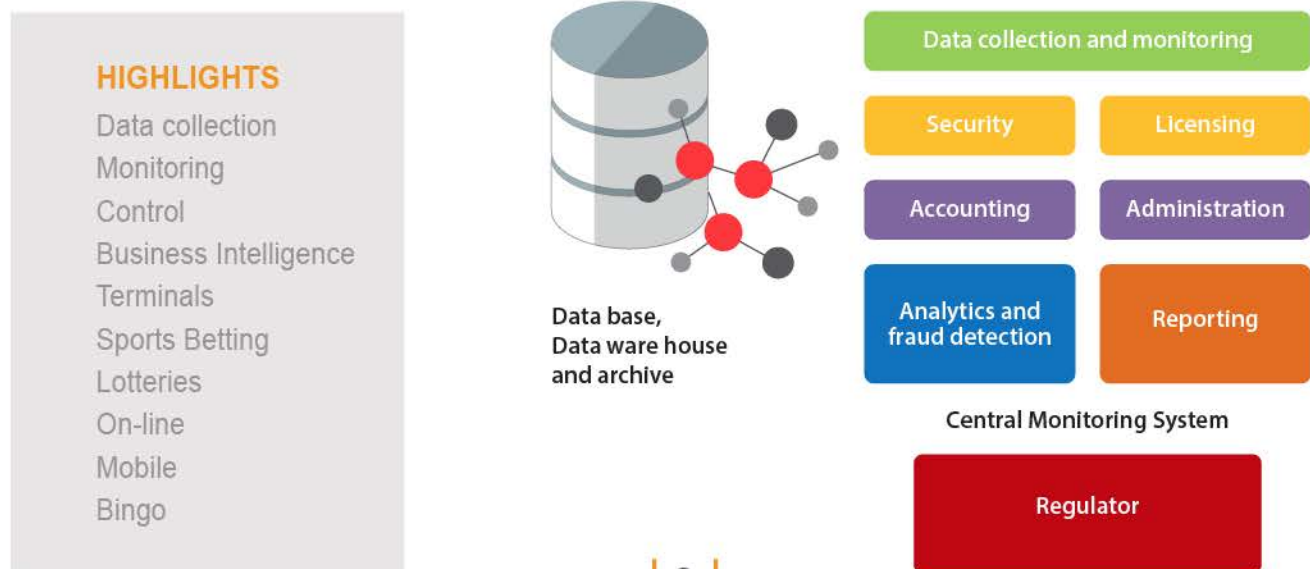 HIGHLIGHTS
Data collection
Monitoring
Control
Business Intelligence
Terminals
Sports Betting
Lotteries
On-line
Mobile
Bingo
Data base,
Data ware house
and archive
Data collection and monitoring
Security
Licensing
Accounting
Administration
Analytics and
fraud detection
Reporting
Central Monitoring System
Regulator